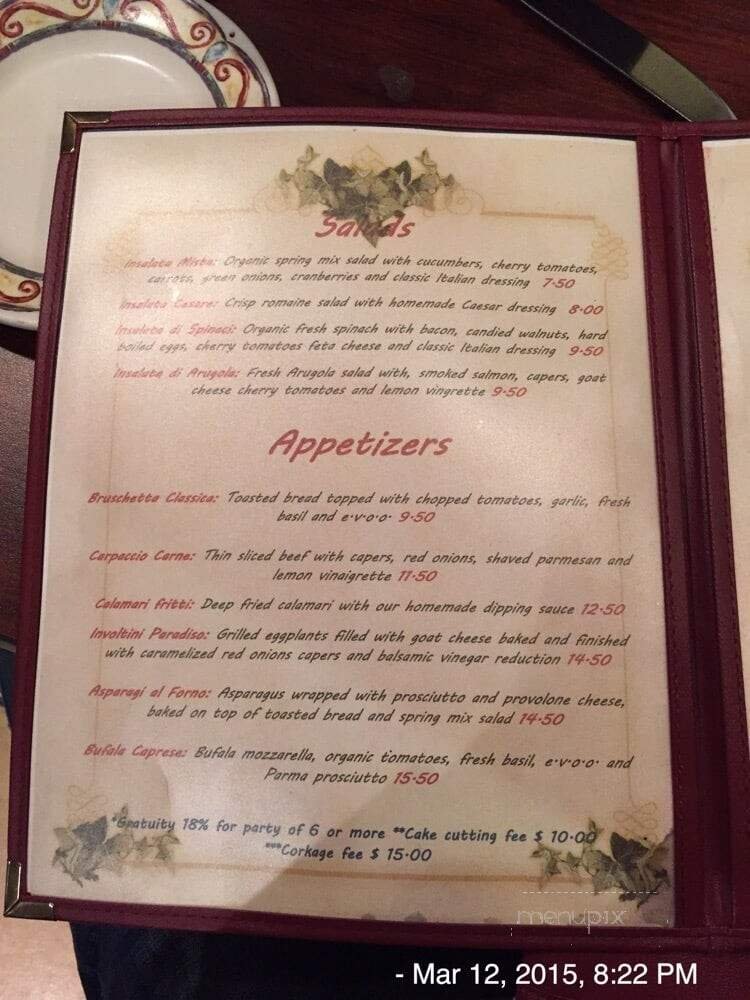 Salads
Insalata Mista: Organic spring mix salad with cucumbers, cherry tomatoes,
carrots, green onions, cranberries and classic Italian dressing 7.50
Insalata Cesare: Crisp romaine salad with homemade Caesar dressing 8.00
Insalata di Spinaci: Organic fresh spinach with bacon, candied walnuts, hard
boiled eggs, cherry tomatoes feta cheese and classic Italian dressing 9.50
Insalata di Arugola: Fresh Arugola salad with, smoked salmon, capers, goat
cheese cherry tomatoes and lemon vingrette 9.50
Appetizers
Bruschetta Classica: Toasted bread topped with chopped tomatoes, garlic, fresh
basil and e.v.o.o. 9.50
Carpaccio Carne: Thin sliced beef with capers, red onions, shaved parmesan and
lemon vinaigrette 11.50
Calamari fritti: Deep fried calamari with our homemade dipping sauce 12.50
Involtini Paradiso: Grilled eggplants filled with goat cheese baked and finished
with caramelized red onions capers and balsamic vinegar reduction 14.50
Asparagi al Forno: Asparagus wrapped with prosciutto and provolone cheese,
baked on top of toasted bread and spring mix salad 14.50
Bufala Caprese: Bufala mozzarella, organic tomatoes, fresh basil, e.v.o.o. and
Parma prosciutto 15.50
*Gratuity 18% for party of 6 or more **Cake cutting fee $ 10.00
***Corkage fee $ 15.00
menupix
- Mar 12, 2015, 8:22 PM